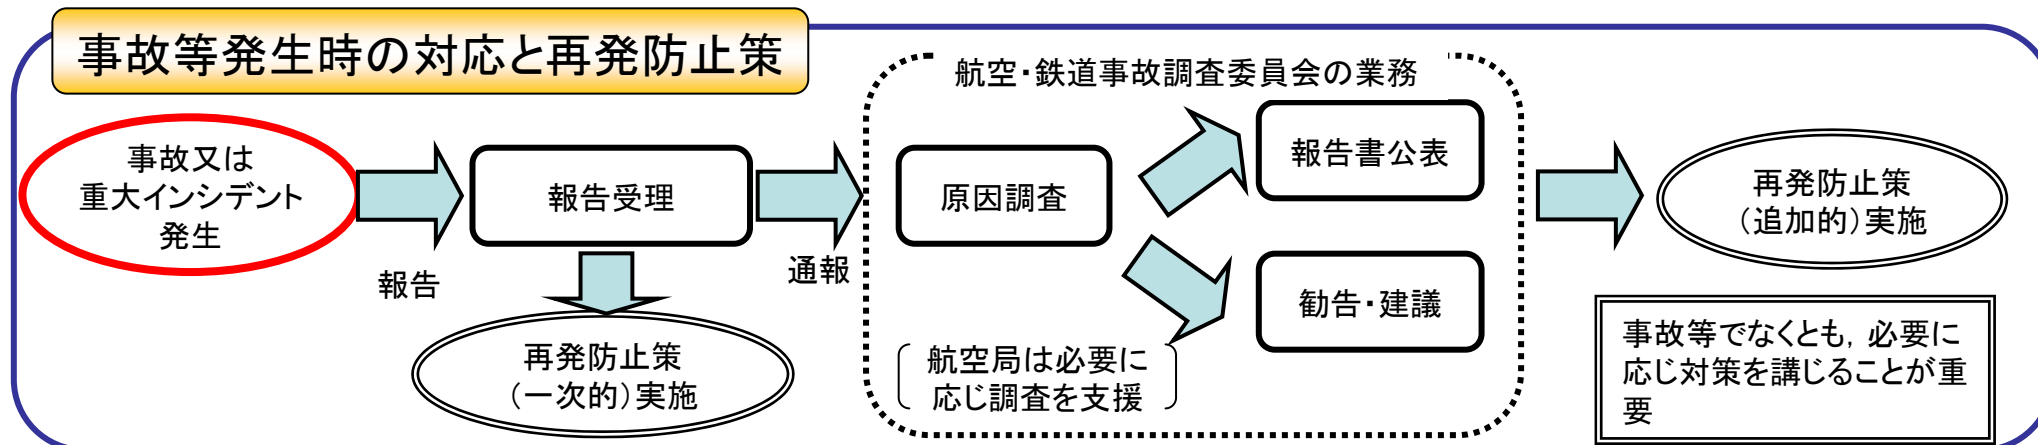 事故等発生時の対応と再発防止策
航空・鉄道事故調査委員会の業務
事故又は
重大インシデント
発生
報告
報告受理
再発防止策
（一次的）実施
通報
原因調査
報告書公表
勧告・建議
航空局は必要に
応じ調査を支援
再発防止策
（追加的）実施
事故等でなくとも, 必要に
応じ対策を講じることが重
要